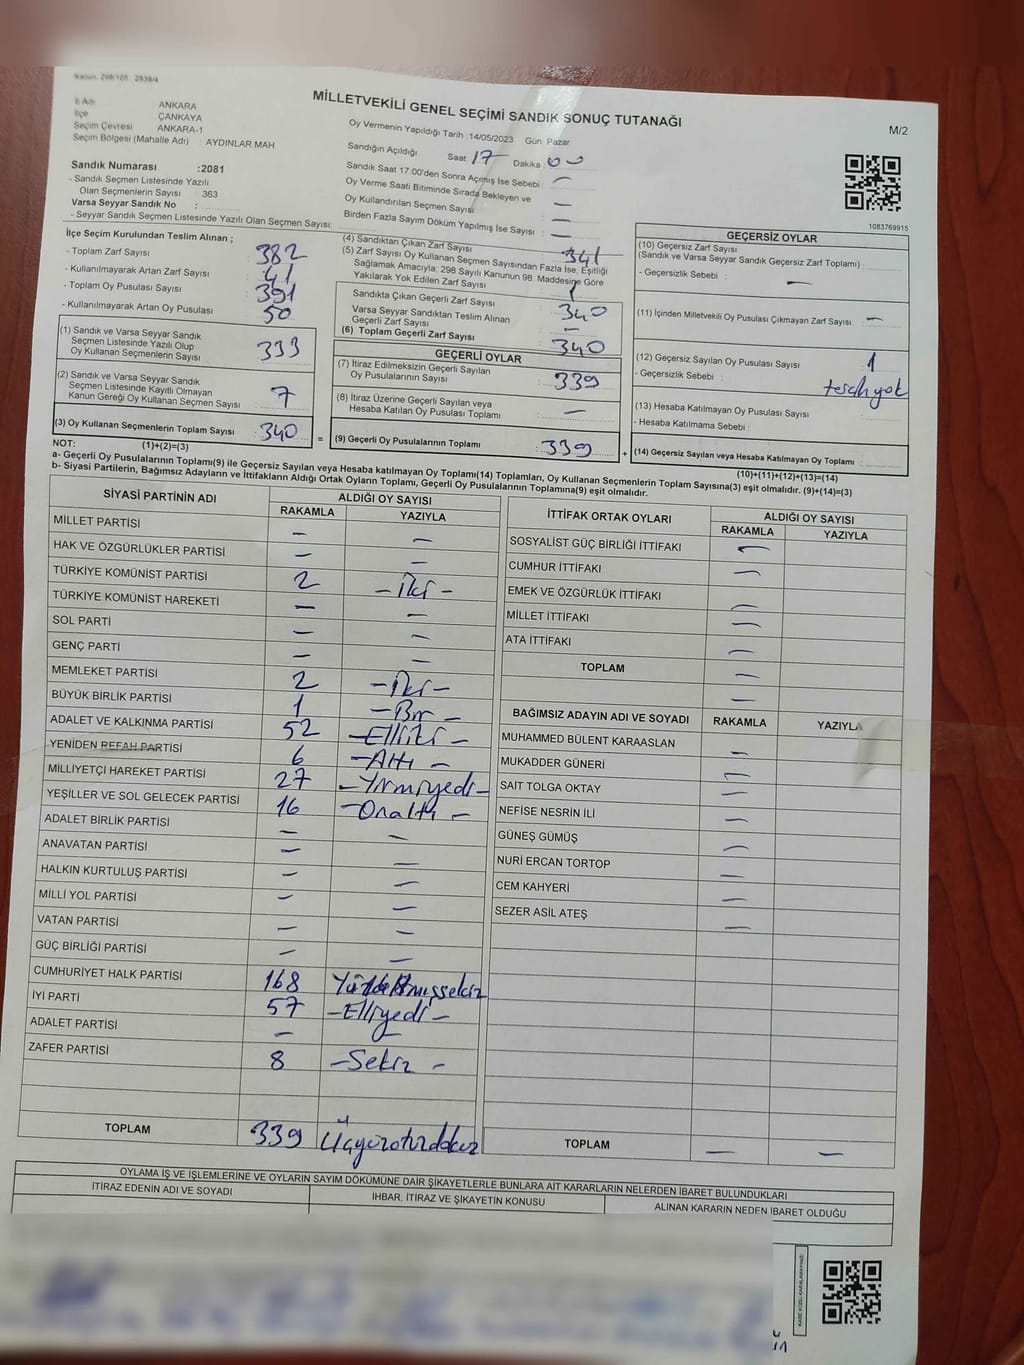 Kanun. 298/105 . 2839/4
İl Adı ANKARA
İlçe ÇANKAYA
Seçim Çevresi ANKARA-1
Seçim Bölgesi (Mahalle Adı) AYDINLAR MAH
MİLLETVEKİLİ GENEL SEÇİMİ SANDIK SONUÇ TUTANAĞI
M/2
Oy Vermenin Yapıldığı Tarih : 14/05/2023 Gün: Pazar
Sandığın Açıldığı Saat: 17 Dakika : 00
Sandık Saat 17.00'den Sonra Açılmış İse Sebebi : —
Oy Verme Saati Bitiminde Sırada Bekleyen ve
Oy Kullandırılan Seçmen Sayısı : —
Birden Fazla Sayım Döküm Yapılmış İse Sayısı : —
Sandık Numarası :2081
- Sandık Seçmen Listesinde Yazılı
Olan Seçmenlerin Sayısı : 363
Varsa Seyyar Sandık No :
- Seyyar Sandık Seçmen Listesinde Yazılı Olan Seçmen Sayısı:
1083769915
İlçe Seçim Kurulundan Teslim Alınan ;
- Toplam Zarf Sayısı : 382
- Kullanılmayarak Artan Zarf Sayısı : 41
- Toplam Oy Pusulası Sayısı : 391
- Kullanılmayarak Artan Oy Pusulası : 50
(1) Sandık ve Varsa Seyyar Sandık
Seçmen Listesinde Yazılı Olup
Oy Kullanan Seçmenlerin Sayısı : 333
(2) Sandık ve Varsa Seyyar Sandık
Seçmen Listesinde Kayıtlı Olmayan
Kanun Gereği Oy Kullanan Seçmen Sayısı : 7
(3) Oy Kullanan Seçmenlerin Toplam Sayısı : 340
(4) Sandıktan Çıkan Zarf Sayısı : 341
(5) Zarf Sayısı Oy Kullanan Seçmen Sayısından Fazla İse, Eşitliği
Sağlamak Amacıyla; 298 Sayılı Kanunun 98. Maddesine Göre
Yakılarak Yok Edilen Zarf Sayısı : 1
Sandıkta Çıkan Geçerli Zarf Sayısı : 340
Varsa Seyyar Sandıktan Teslim Alınan
Geçerli Zarf Sayısı : —
(6) Toplam Geçerli Zarf Sayısı : 340
GEÇERLİ OYLAR
(7) İtiraz Edilmeksizin Geçerli Sayılan
Oy Pusulalarının Sayısı : 339
(8) İtiraz Üzerine Geçerli Sayılan veya
Hesaba Katılan Oy Pusulası Toplamı : —
= (9) Geçerli Oy Pusulalarının Toplamı : 339
GEÇERSİZ OYLAR
(10) Geçersiz Zarf Sayısı
(Sandık ve Varsa Seyyar Sandık Geçersiz Zarf Toplamı) :
- Geçersizlik Sebebi : —
(11) İçinden Milletvekili Oy Pusulası Çıkmayan Zarf Sayısı : —
(12) Geçersiz Sayılan Oy Pusulası Sayısı : 1
- Geçersizlik Sebebi : tercih yok
(13) Hesaba Katılmayan Oy Pusulası Sayısı :
- Hesaba Katılmama Sebebi :
+ (14) Geçersiz Sayılan veya Hesaba Katılmayan Oy Toplamı :
NOT: (1)+(2)=(3)
(10)+(11)+(12)+(13)=(14)
a- Geçerli Oy Pusulalarının Toplamı(9) ile Geçersiz Sayılan veya Hesaba katılmayan Oy Toplamı(14) Toplamları, Oy Kullanan Seçmenlerin Toplam Sayısına(3) eşit olmalıdır. (9)+(14)=(3)
b- Siyasi Partilerin, Bağımsız Adayların ve İttifakların Aldığı Ortak Oyların Toplamı, Geçerli Oy Pusulalarının Toplamına(9) eşit olmalıdır.
SİYASİ PARTİNİN ADI ALDIĞI OY SAYISI
RAKAMLA YAZIYLA
MİLLET PARTİSİ — —
HAK VE ÖZGÜRLÜKLER PARTİSİ — —
TÜRKİYE KOMÜNİST PARTİSİ 2 - İki -
TÜRKİYE KOMÜNİST HAREKETİ — —
SOL PARTİ — —
GENÇ PARTİ — —
MEMLEKET PARTİSİ 2 - İki -
BÜYÜK BİRLİK PARTİSİ 1 - Bir -
ADALET VE KALKINMA PARTİSİ 52 - Elliiki -
YENİDEN REFAH PARTİSİ 6 - Altı -
MİLLİYETÇİ HAREKET PARTİSİ 27 - Yirmiyedi -
YEŞİLLER VE SOL GELECEK PARTİSİ 16 - Onaltı -
ADALET BİRLİK PARTİSİ — —
ANAVATAN PARTİSİ — —
HALKIN KURTULUŞ PARTİSİ — —
MİLLİ YOL PARTİSİ — —
VATAN PARTİSİ — —
GÜÇ BİRLİĞİ PARTİSİ — —
CUMHURİYET HALK PARTİSİ 168 Yüzaltmışsekiz
İYİ PARTİ 57 - Elliyedi -
ADALET PARTİSİ — —
ZAFER PARTİSİ 8 - Sekiz -
TOPLAM 339 Üçyüzotuzdokuz
İTTİFAK ORTAK OYLARI ALDIĞI OY SAYISI
RAKAMLA YAZIYLA
SOSYALİST GÜÇ BİRLİĞİ İTTİFAKI —
CUMHUR İTTİFAKI —
EMEK VE ÖZGÜRLÜK İTTİFAKI —
MİLLET İTTİFAKI —
ATA İTTİFAKI —
TOPLAM —
—
BAĞIMSIZ ADAYIN ADI VE SOYADI RAKAMLA YAZIYLA
MUHAMMED BÜLENT KARAASLAN —
MUKADDER GÜNERİ —
SAİT TOLGA OKTAY —
NEFİSE NESRİN İLİ —
GÜNEŞ GÜMÜŞ —
NURİ ERCAN TORTOP —
CEM KAHYERİ —
SEZER ASİL ATEŞ —
TOPLAM — —
OYLAMA İŞ VE İŞLEMLERİNE VE OYLARIN SAYIM DÖKÜMÜNE DAİR ŞİKAYETLERLE BUNLARA AİT KARARLARIN NELERDEN İBARET BULUNDUKLARI
İTİRAZ EDENİN ADI VE SOYADI İHBAR, İTİRAZ VE ŞİKAYETİN KONUSU ALINAN KARARIN NEDEN İBARET OLDUĞU